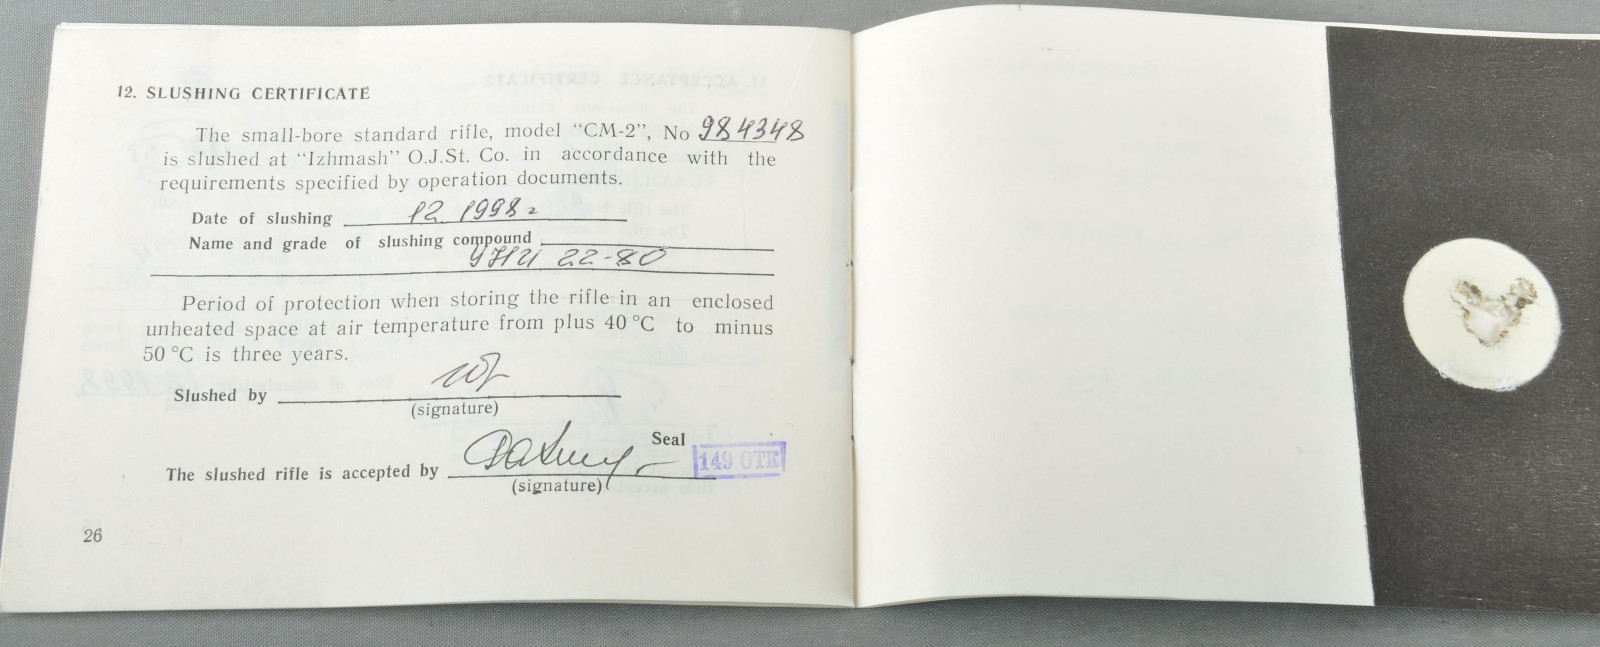 12. SLUSHING CERTIFICATE
The small-bore standard rifle, model “CM-2”, No 984348
is slushed at “Izhmash” O.J.St. Co. in accordance with the
requirements specified by operation documents.
Date of slushing 12. 1998г
Name and grade of slushing compound
22-80
Period of protection when storing the rifle in an enclosed
unheated space at air temperature from plus 40 °C to minus
50 °C is three years.
Slushed by
(signature)
Seal
149 ОТК
The slushed rifle is accepted by
(signature)
26